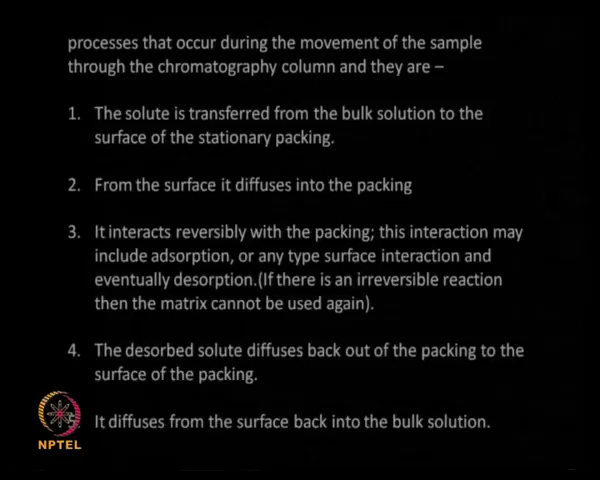 processes that occur during the movement of the sample
through the chromatography column and they are –
1. The solute is transferred from the bulk solution to the
surface of the stationary packing.
2. From the surface it diffuses into the packing
3. It interacts reversibly with the packing; this interaction may
include adsorption, or any type surface interaction and
eventually desorption.(If there is an irreversible reaction
then the matrix cannot be used again).
4. The desorbed solute diffuses back out of the packing to the
surface of the packing.
It diffuses from the surface back into the bulk solution.
NPTEL